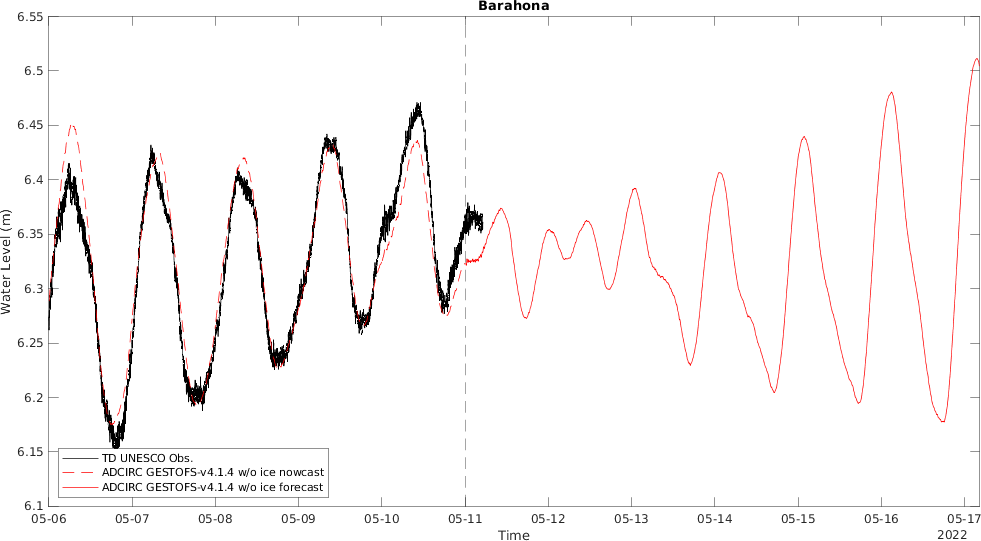 Barahona
6.55
6.5
6.45
6.4
6.35
6.3
6.25
6.2
6.15
6.1
Water Level (m)
TD UNESCO Obs.
ADCIRC GESTOFS-v4.1.4 w/o ice nowcast
ADCIRC GESTOFS-v4.1.4 w/o ice forecast
05-06 05-07 05-08 05-09 05-10 05-11 05-12 05-13 05-14 05-15 05-16 05-17
Time
2022